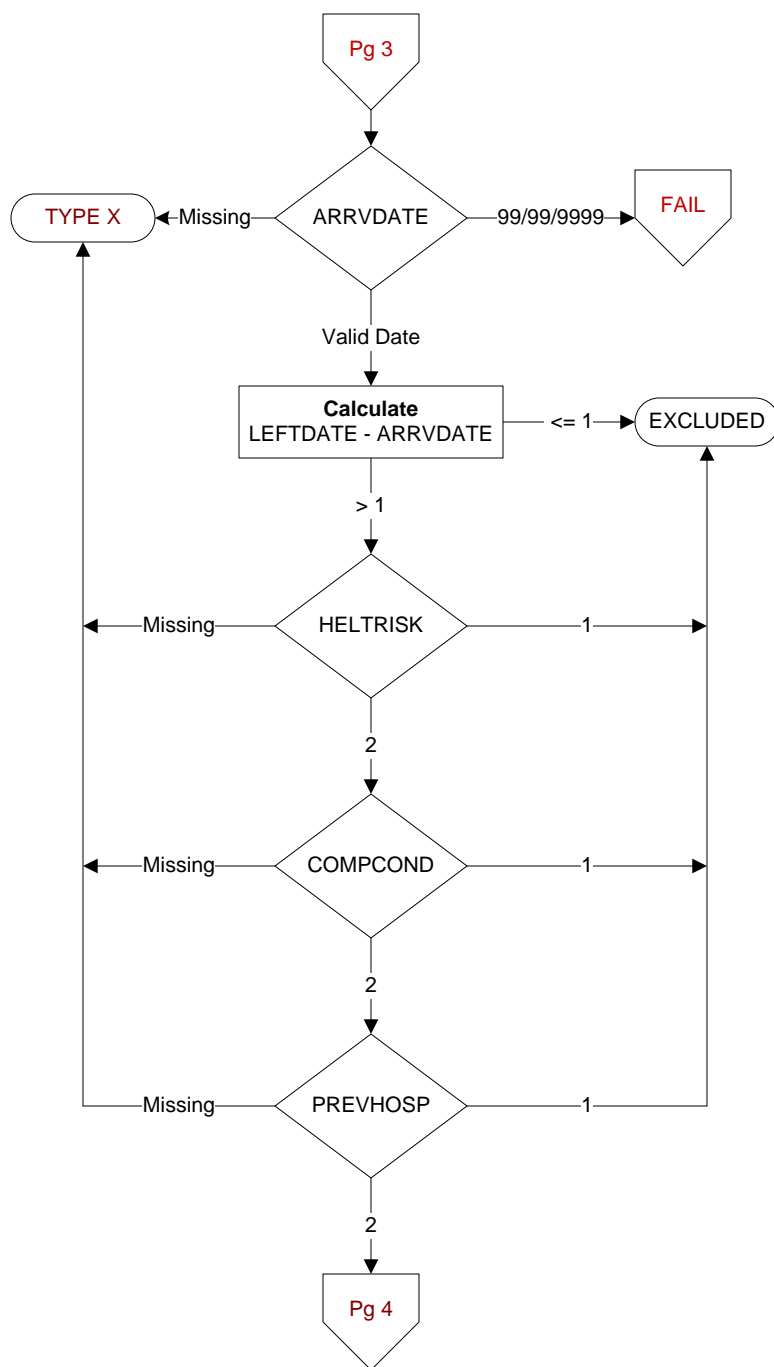 Pg 3
TYPE X
Missing
ARRVDATE
99/99/9999
FAIL
Valid Date
Calculate
LEFTDATE - ARRVDATE
<= 1
EXCLUDED
> 1
Missing
HELTRISK
1
2
Missing
COMPCOND
1
2
Missing
PREVHOSP
1
2
Pg 4